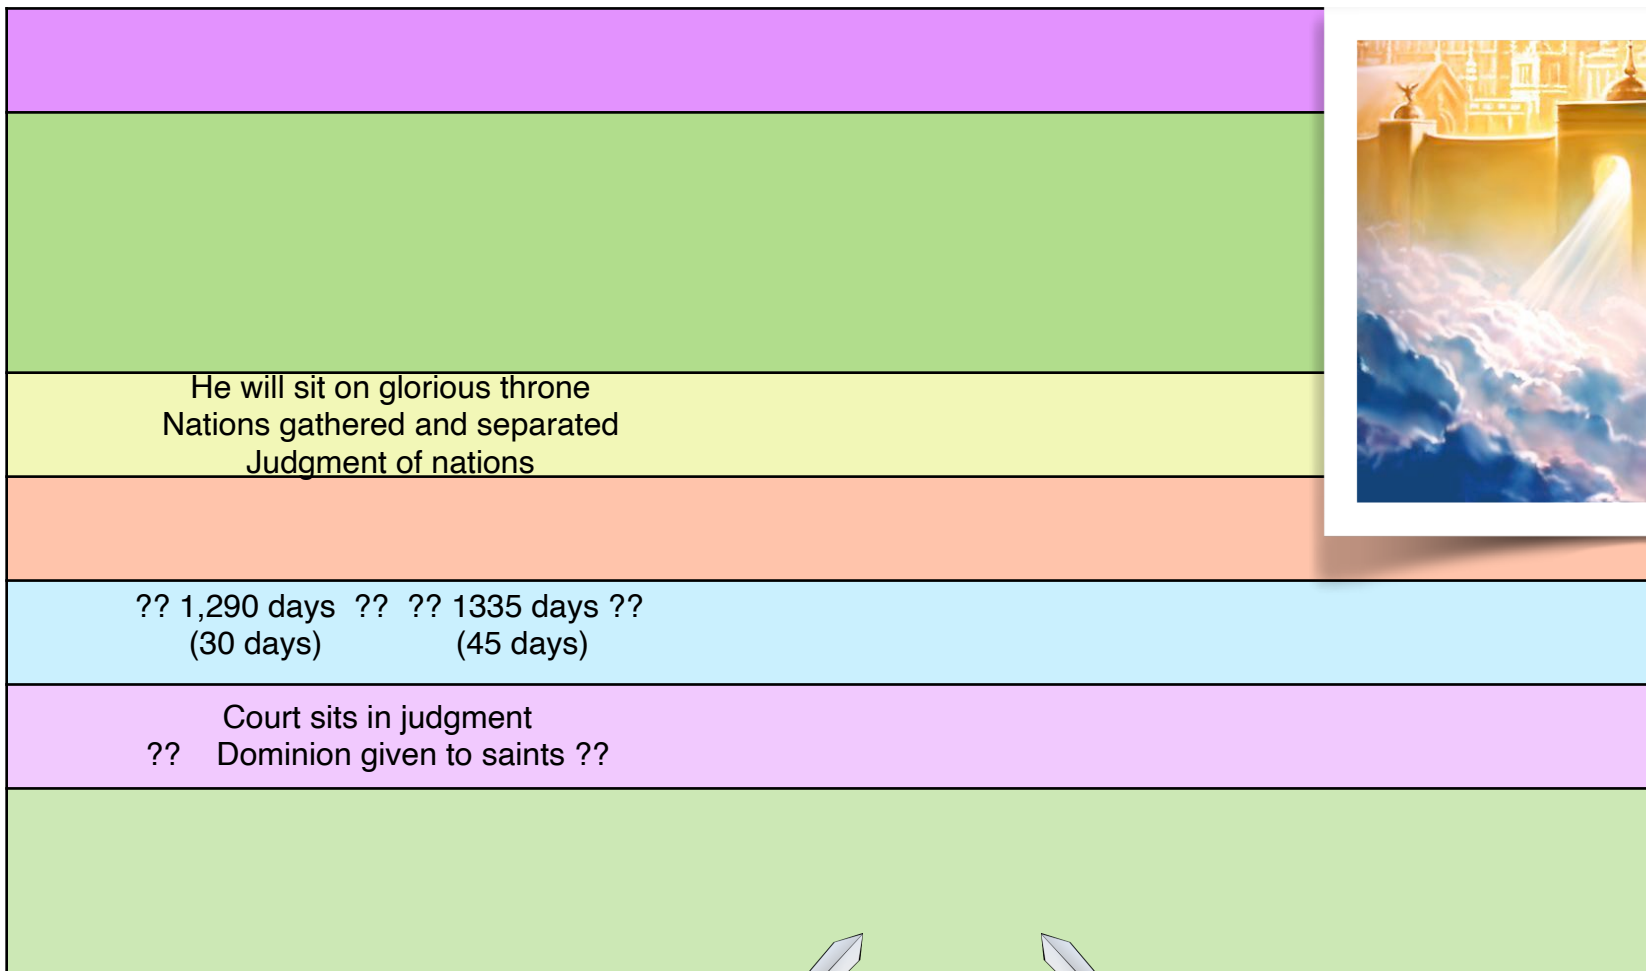 He will sit on glorious throne
Nations gathered and separated
Judgment of nations
?? 1,290 days ?? ?? 1335 days ??
(30 days) (45 days)
Court sits in judgment
?? Dominion given to saints ??